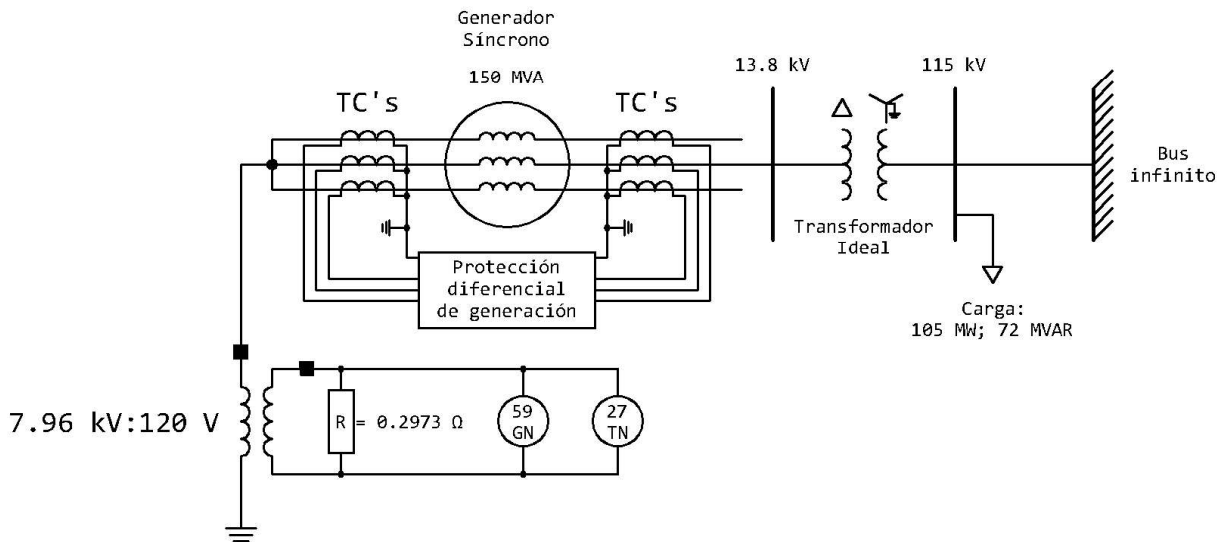 Generador
Síncrono
150 MVA
TC's
TC's
13.8 kV
115 kV
Bus
infinito
Transformador
Ideal
Protección
diferencial
de generación
Carga:
105 MW; 72 MVAR
7.96 kV:120 V
R = 0.2973 Ω
59
GN
27
TN